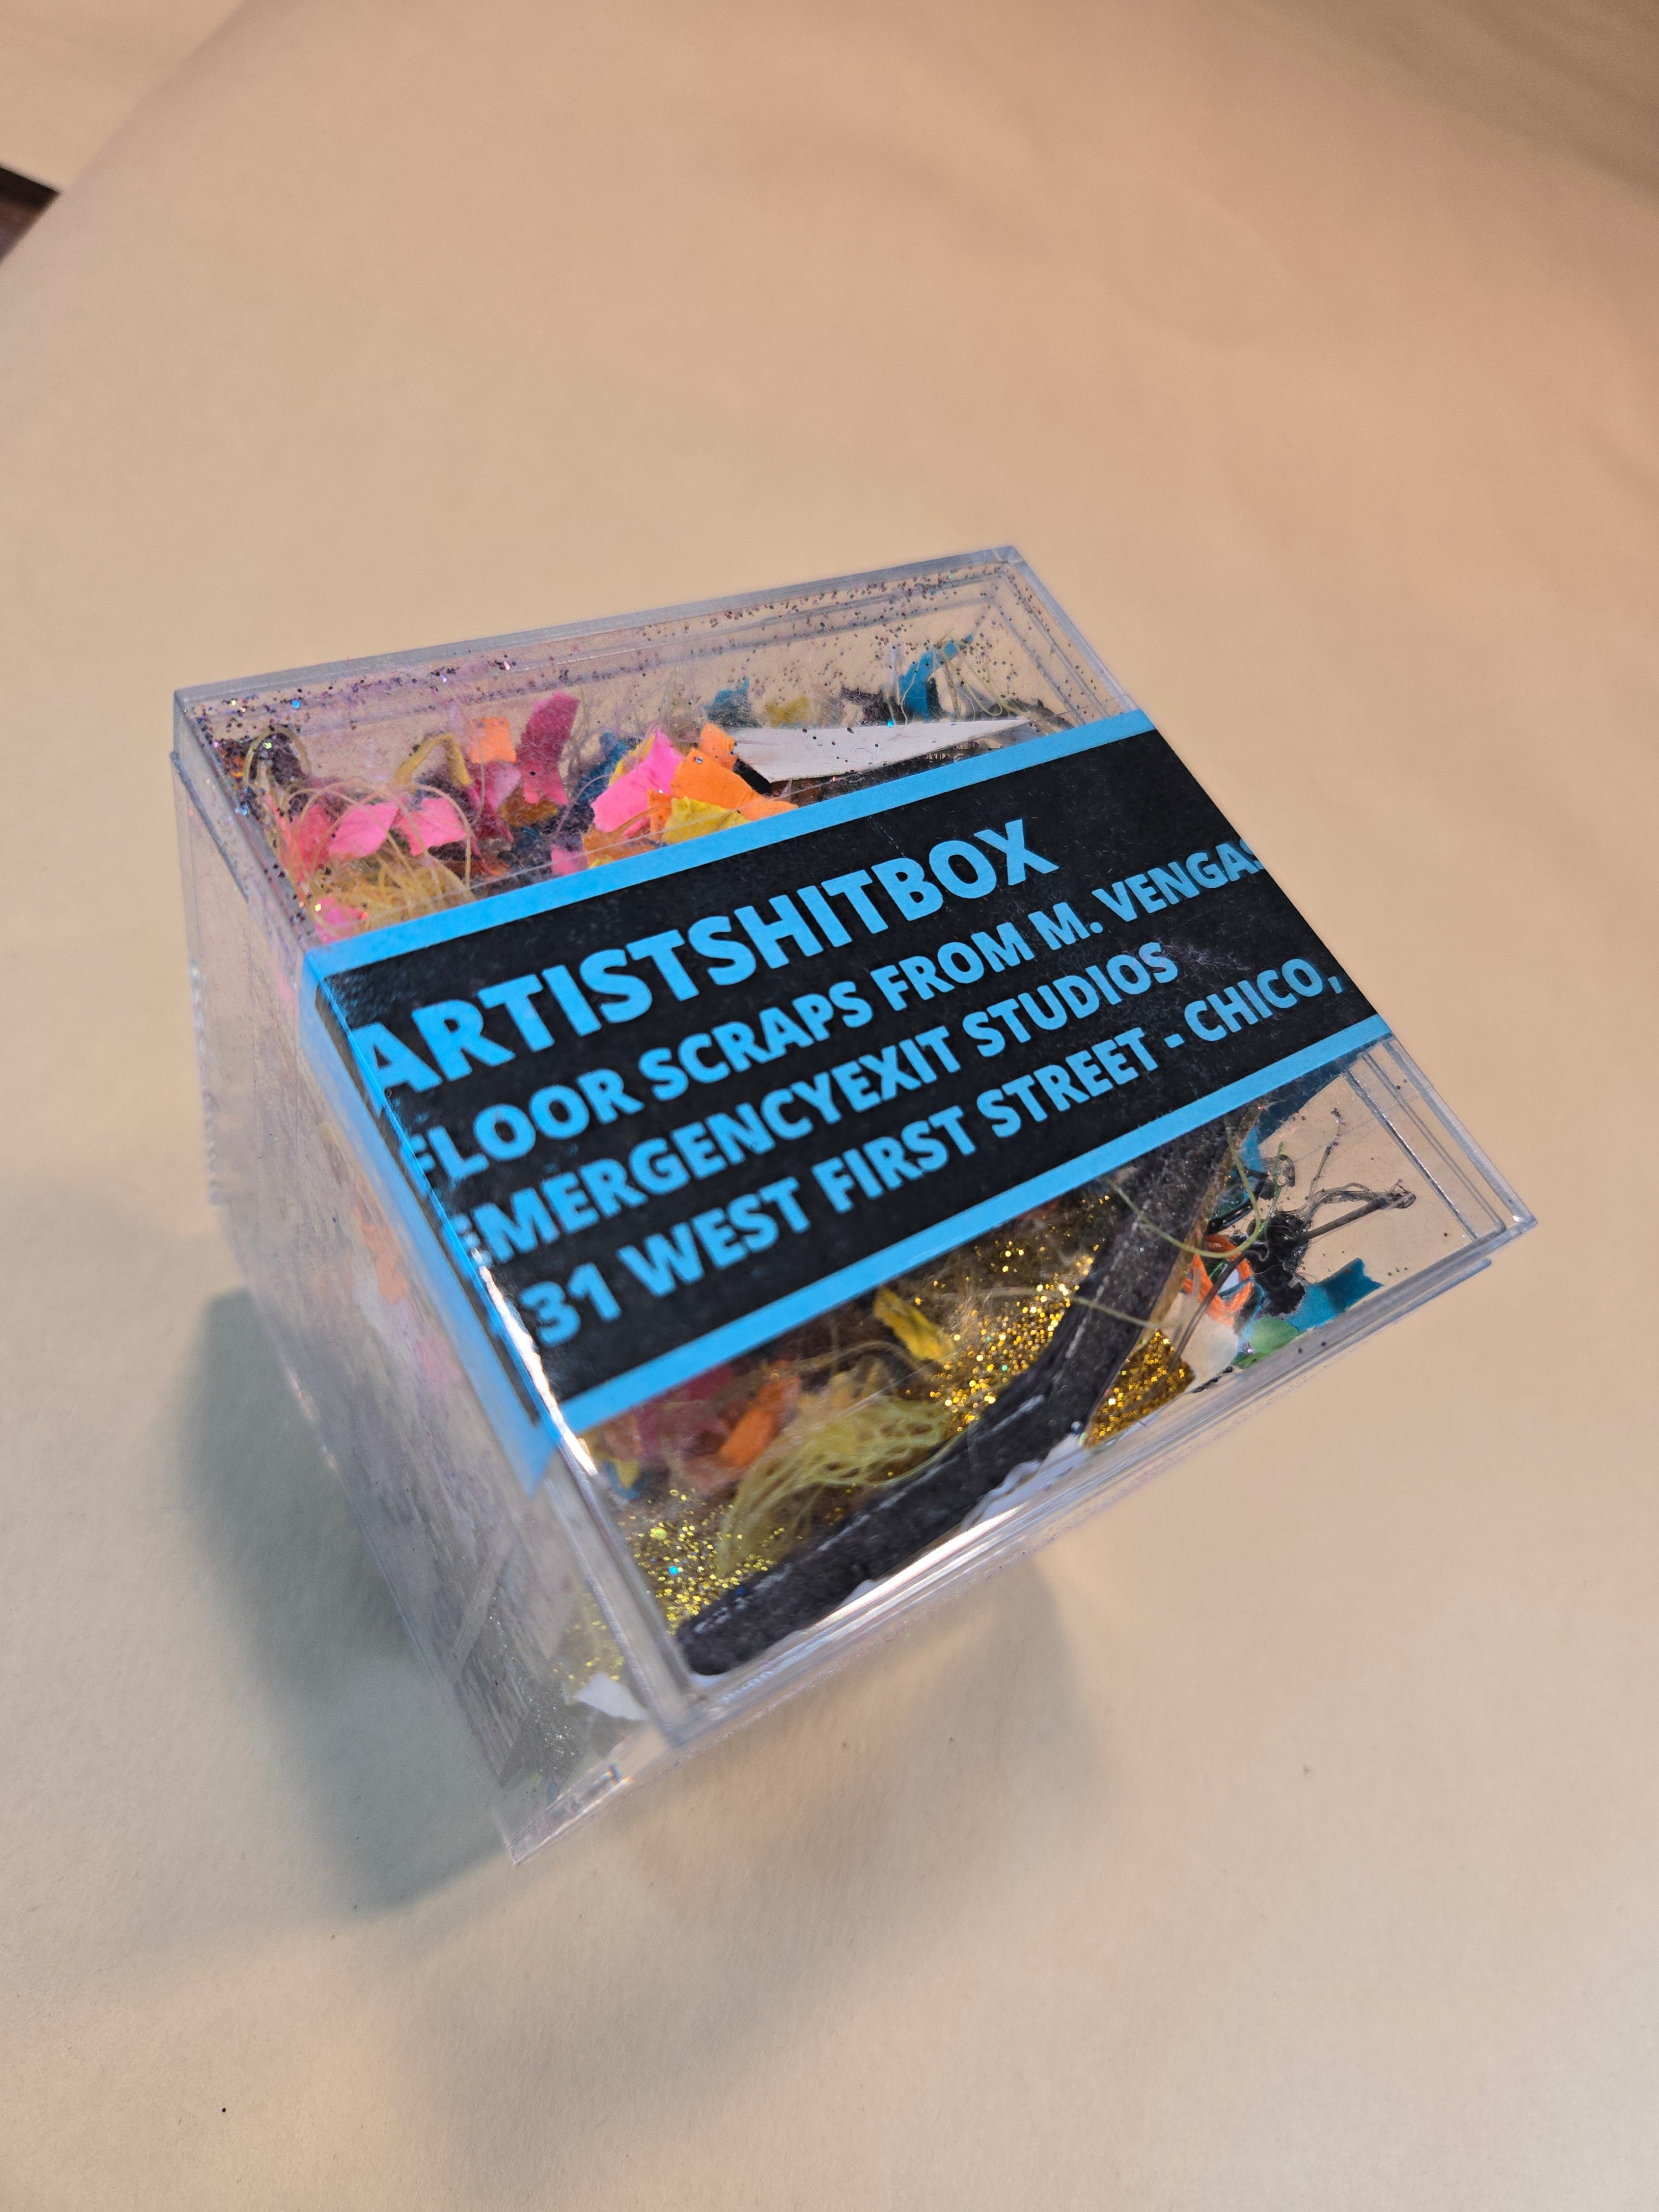 ARTISTSHITBOX
FLOOR SCRAPS FROM M. VENGAS
EMERGENCYEXIT STUDIOS
31 WEST FIRST STREET - CHICO,